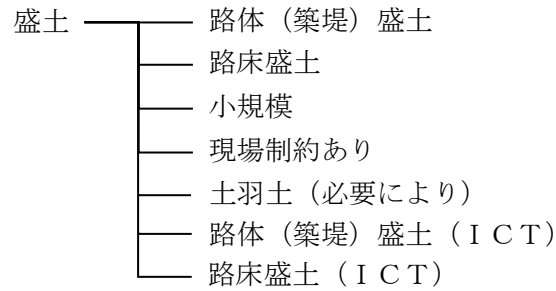 盛土
路体（築堤）盛土
路床盛土
小規模
現場制約あり
土羽土（必要により）
路体（築堤）盛土（ＩＣＴ）
路床盛土（ＩＣＴ）